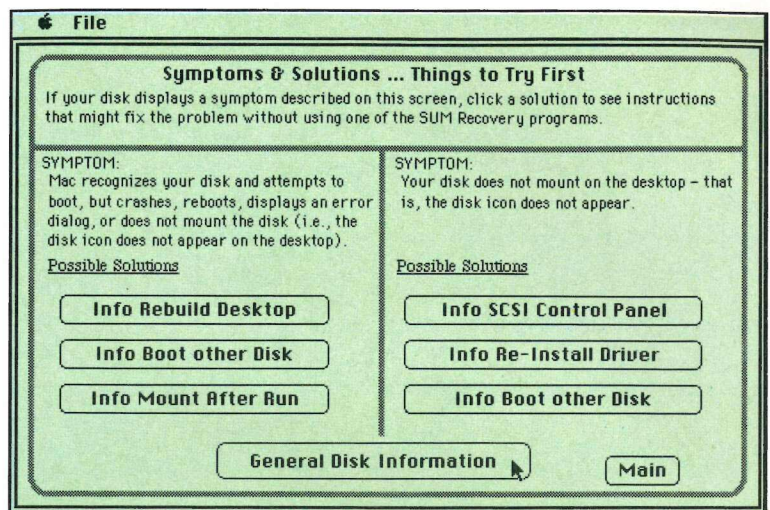 File
Symptoms & Solutions ... Things to Try First
If your disk displays a symptom described on this screen, click a solution to see instructions
that might fix the problem without using one of the SUM Recovery programs.
SYMPTOM:
Mac recognizes your disk and attempts to
boot, but crashes, reboots, displays an error
dialog, or does not mount the disk (i.e., the
disk icon does not appear on the desktop).
Possible Solutions
Info Rebuild Desktop
Info Boot other Disk
Info Mount After Run
SYMPTOM:
Your disk does not mount on the desktop - that
is, the disk icon does not appear.
Possible Solutions
Info SCSI Control Panel
Info Re-Install Driver
Info Boot other Disk
General Disk Information
Main